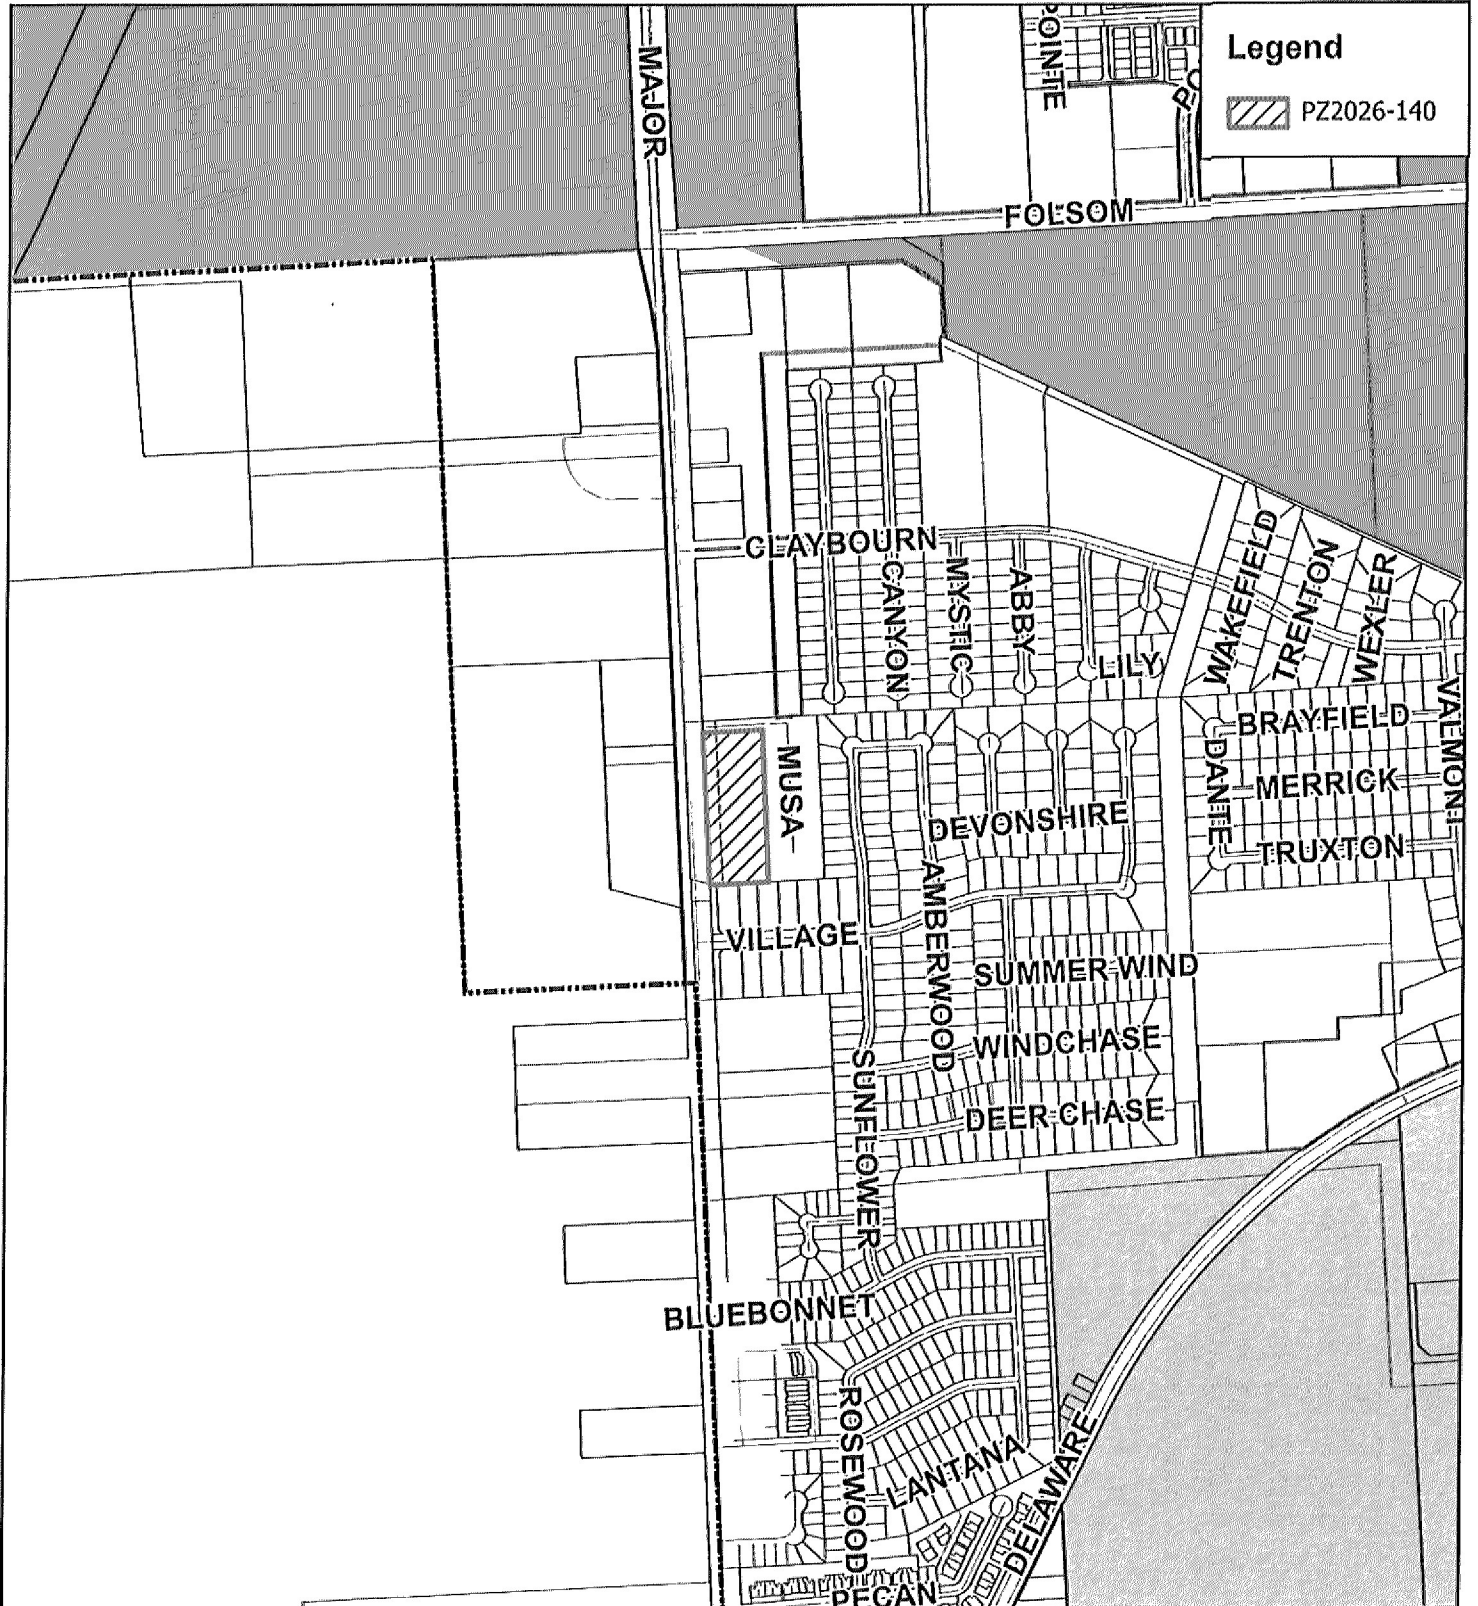 Legend
PZ2026-140
MAJOR
OINTE
FOLSOM
CLAYBOURN
CANYON
MYSTIC
ABBY
LILY
WAKEFIELD
TRENTON
WEXLER
BRAYFIELD
VALMONT
DANTE
MERRICK
TRUXTON
MUSA
DEVONSHIRE
AMBERWOOD
VILLAGE
SUMMER WIND
WINDCHASE
DEER CHASE
SUNFLOWER
BLUEBONNET
ROSEWOOD
LANTANA
DELAWARE
PECAN